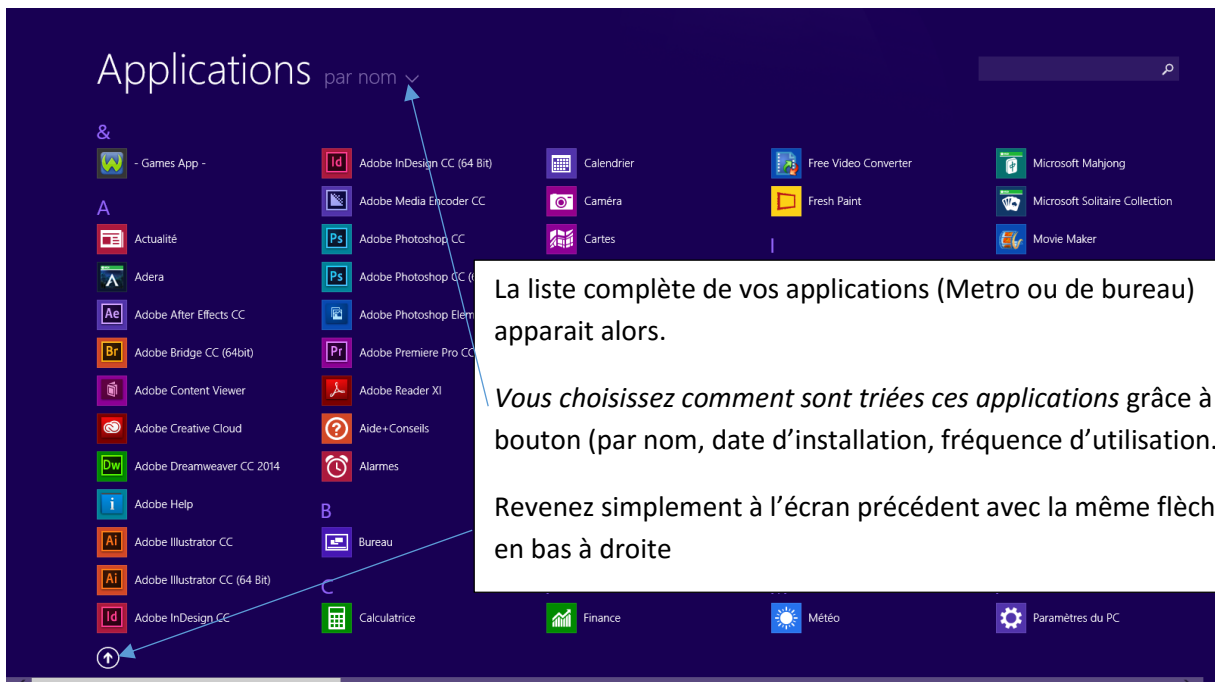 Applications par nom
&
- Games App -
A
Actualité
Adera
Adobe After Effects CC
Adobe Bridge CC (64bit)
Adobe Content Viewer
Adobe Creative Cloud
Adobe Dreamweaver CC 2014
Adobe Help
Adobe Illustrator CC
Adobe Illustrator CC (64 Bit)
Adobe InDesign CC
Adobe InDesign CC (64 Bit)
Adobe Media Encoder CC
Adobe Photoshop CC
Adobe Photoshop CC (
Adobe Photoshop Elem
Adobe Premiere Pro CC
Adobe Reader XI
Aide+Conseils
Alarmes
B
Bureau
C
Calculatrice
Calendrier
Caméra
Cartes
Finance
Free Video Converter
Fresh Paint
I
Météo
Microsoft Mahjong
Microsoft Solitaire Collection
Movie Maker
Paramètres du PC
La liste complète de vos applications (Metro ou de bureau)
apparait alors.
Vous choisissez comment sont triées ces applications grâce à
bouton (par nom, date d’installation, fréquence d’utilisation.
Revenez simplement à l’écran précédent avec la même flèch
en bas à droite